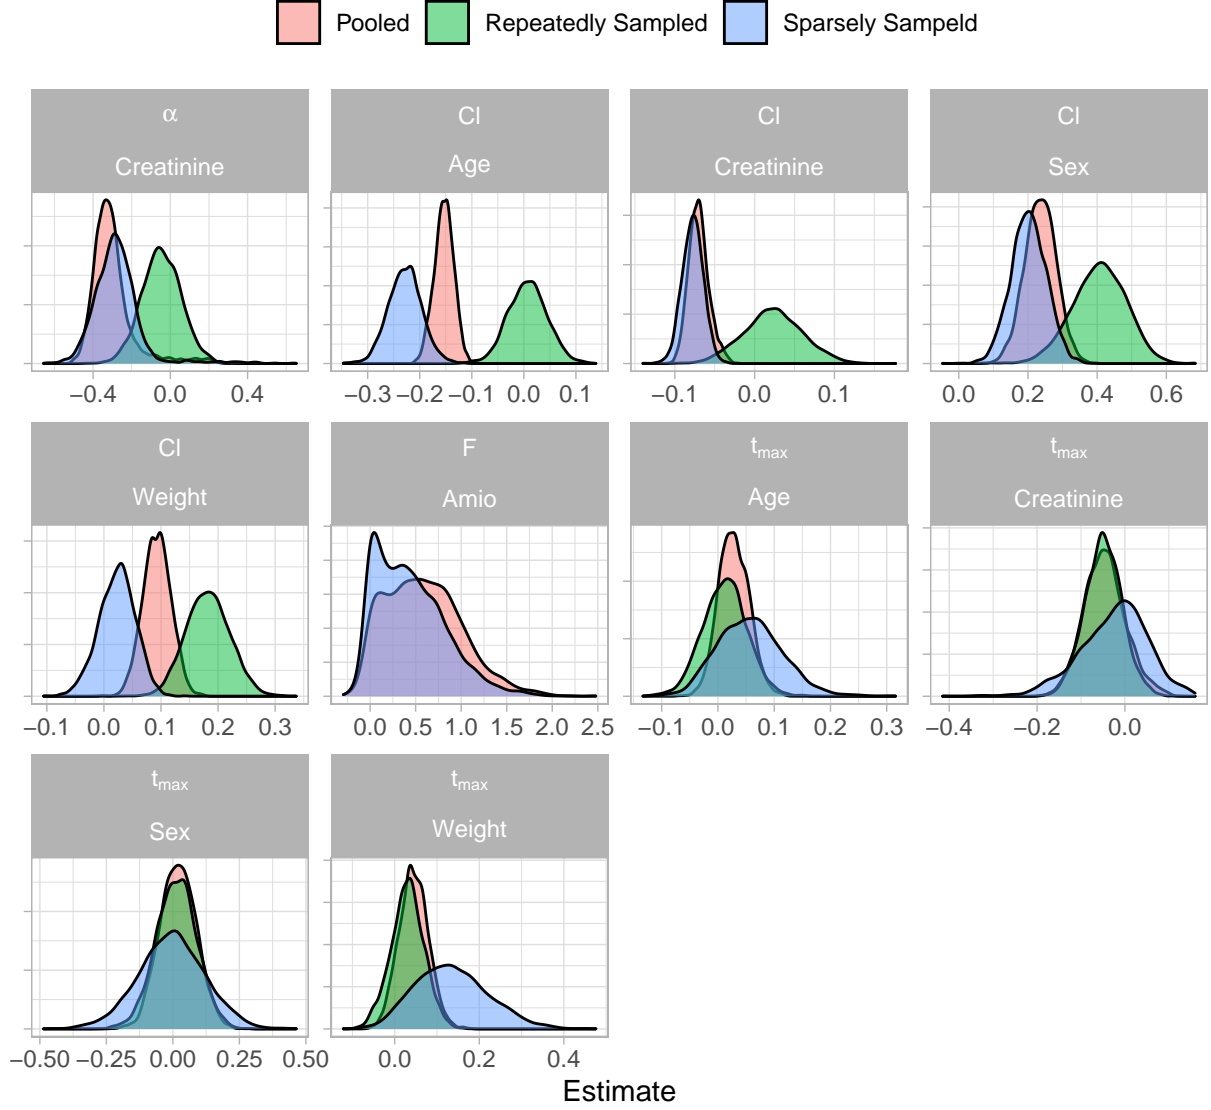 Pooled Repeatedly Sampled Sparsely Sampeld
α Cl Cl Cl
Creatinine Age Creatinine Sex
−0.4 0.0 0.4 −0.3 −0.2 −0.1 0.0 0.1 −0.1 0.0 0.1 0.0 0.2 0.4 0.6
Cl F tmax tmax
Weight Amio Age Creatinine
−0.1 0.0 0.1 0.2 0.3 0.0 0.5 1.0 1.5 2.0 2.5 −0.1 0.0 0.1 0.2 0.3 −0.4 −0.2 0.0
tmax tmax
Sex Weight
−0.50 −0.25 0.00 0.25 0.50 0.0 0.2 0.4
Estimate